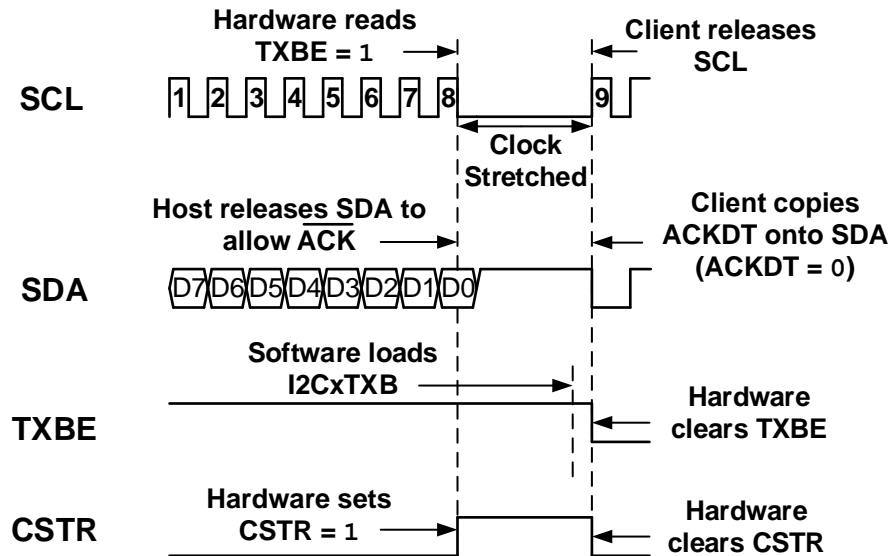 Hardware reads
TXBE = 1
Client releases
SCL
SCL
1 2 3 4 5 6 7 8 9
Clock
Stretched
Host releases SDA to
allow A̅C̅K̅
Client copies
ACKDT onto SDA
(ACKDT = 0)
SDA
D7 D6 D5 D4 D3 D2 D1 D0
Software loads
I2CxTXB
TXBE
Hardware
clears TXBE
Hardware sets
CSTR = 1
CSTR
Hardware
clears CSTR